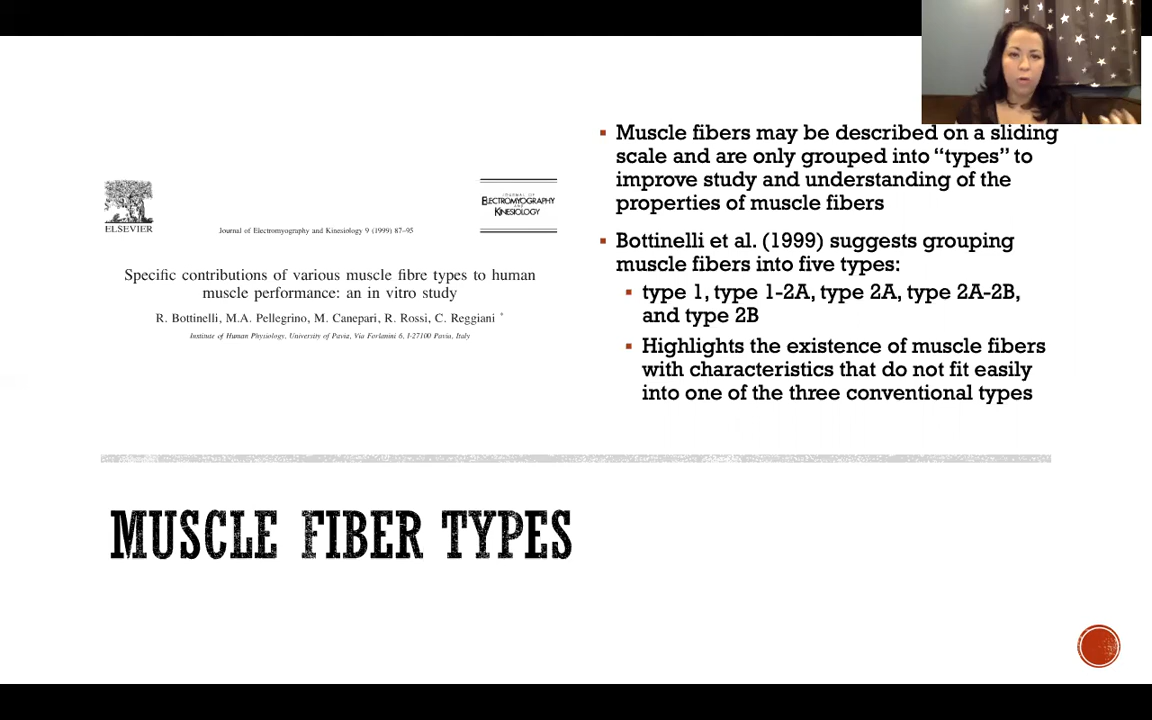 ELSEVIER
JOURNAL OF
ELECTROMYOGRAPHY
AND
KINESIOLOGY
Journal of Electromyography and Kinesiology 9 (1999) 87–95
Specific contributions of various muscle fibre types to human
muscle performance: an in vitro study
R. Bottinelli, M.A. Pellegrino, M. Canepari, R. Rossi, C. Reggiani *
Institute of Human Physiology, University of Pavia, Via Forlanini 6, I-27100 Pavia, Italy
▪ Muscle fibers may be described on a sliding
scale and are only grouped into “types” to
improve study and understanding of the
properties of muscle fibers
▪ Bottinelli et al. (1999) suggests grouping
muscle fibers into five types:
▪ type 1, type 1-2A, type 2A, type 2A-2B,
and type 2B
▪ Highlights the existence of muscle fibers
with characteristics that do not fit easily
into one of the three conventional types
MUSCLE FIBER TYPES